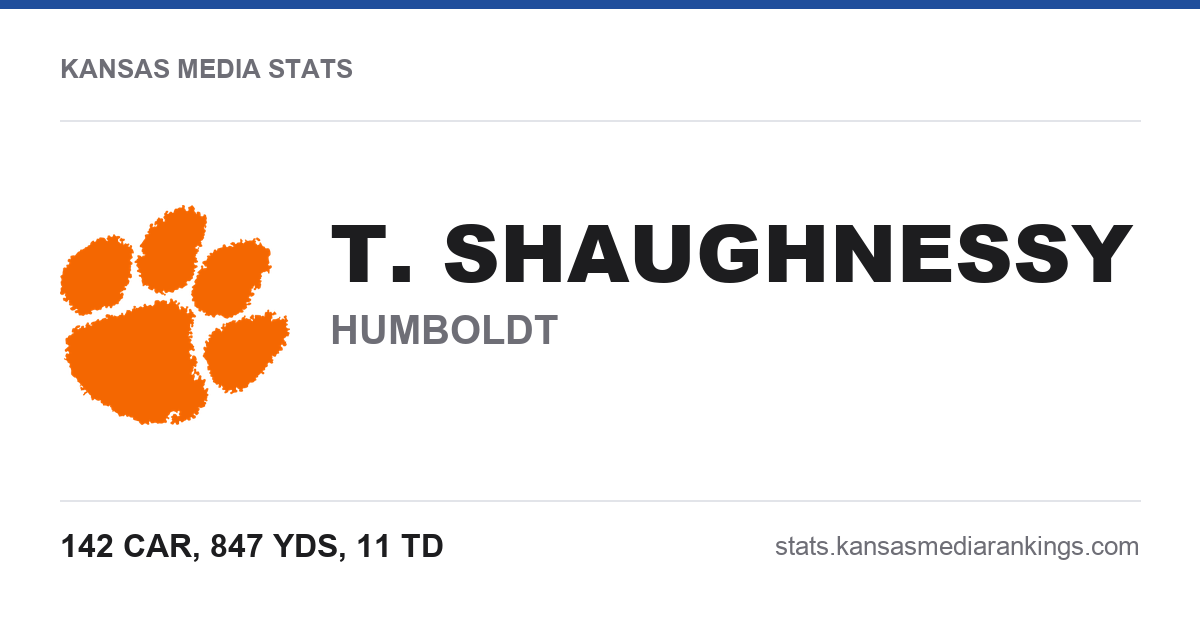 KANSAS MEDIA STATS
T. SHAUGHNESSY
HUMBOLDT
142 CAR, 847 YDS, 11 TD
stats.kansasmediarankings.com